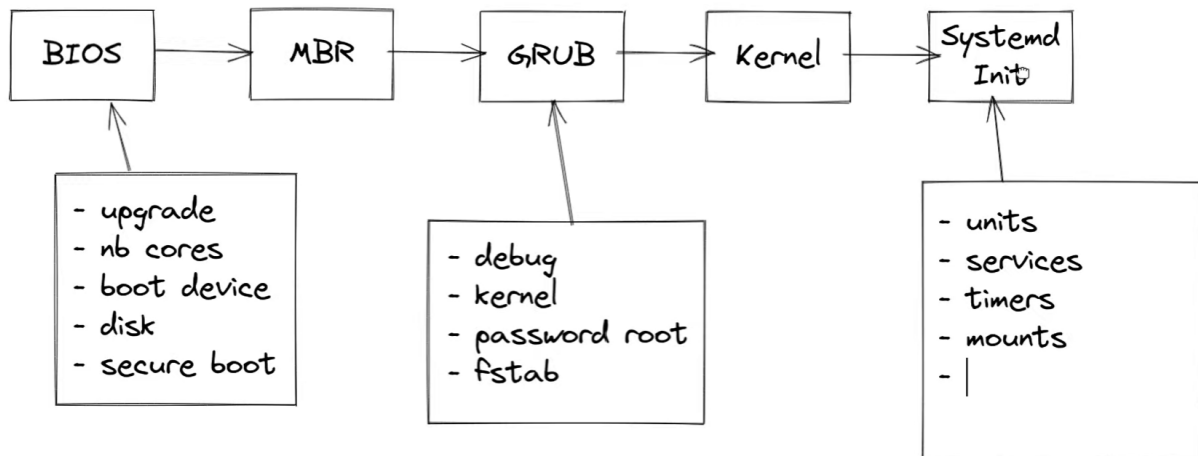 BIOS
MBR
GRUB
Kernel
Systemd
Init
- upgrade
- nb cores
- boot device
- disk
- secure boot
- debug
- kernel
- password root
- fstab
- units
- services
- timers
- mounts
-